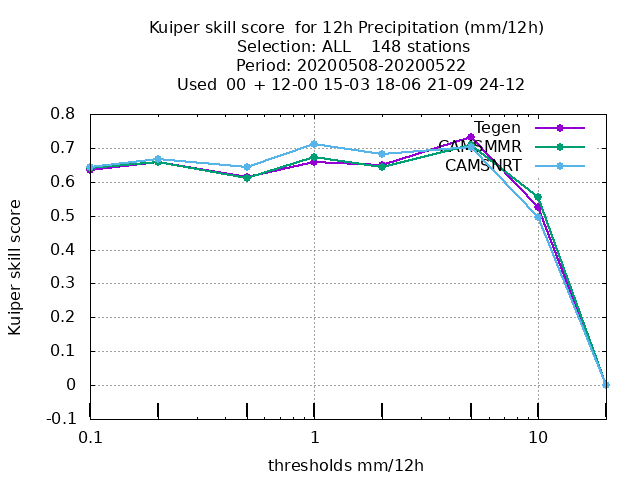 Kuiper skill score  for 12h Precipitation (mm/12h)
Selection: ALL    148 stations
Period: 20200508-20200522
Used  00 + 12-00 15-03 18-06 21-09 24-12
0.8
0.7
0.6
0.5
0.4
0.3
0.2
0.1
0
-0.1
Kuiper skill score
Tegen
CAMSMMR
CAMSNRT
0.1
1
10
thresholds mm/12h